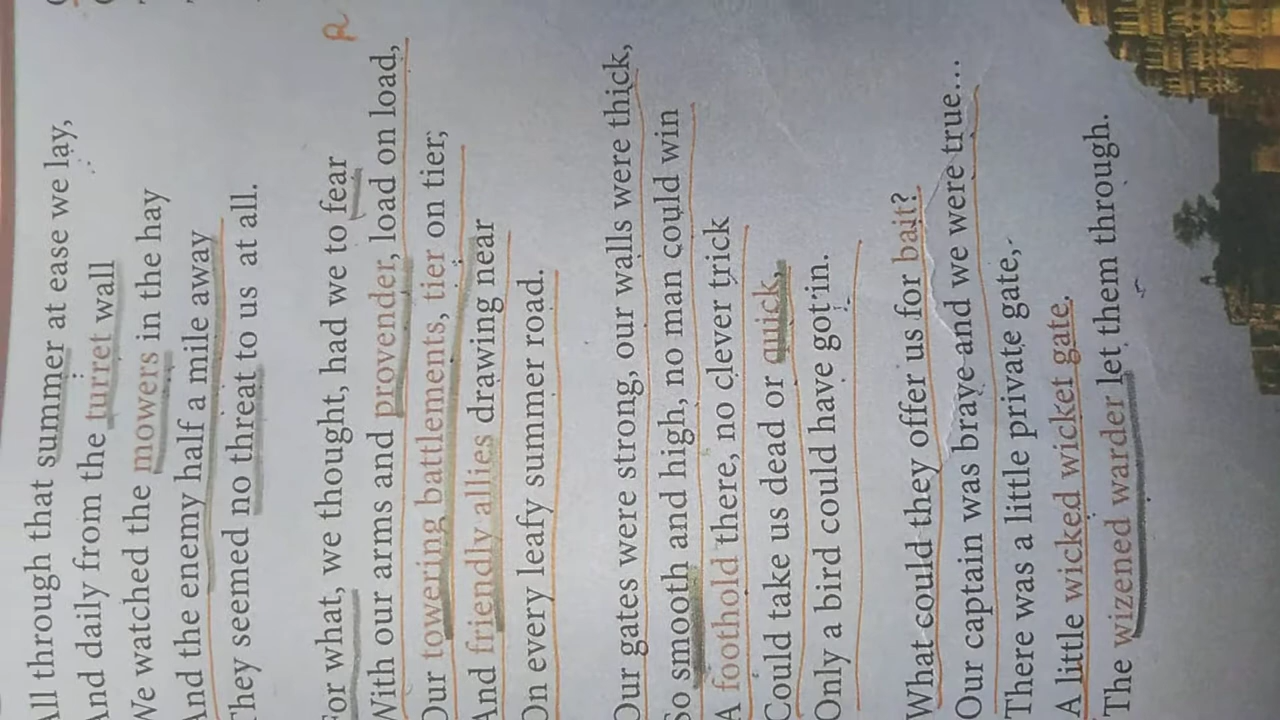 All through that summer at ease we lay,
And daily from the turret wall
We watched the mowers in the hay
And the enemy half a mile away
They seemed no threat to us at all.
For what, we thought, had we to fear
With our arms and provender, load on load,
Our towering battlements, tier on tier,
And friendly allies drawing near
On every leafy summer road.
Our gates were strong, our walls were thick,
So smooth and high, no man could win
A foothold there, no clever trick
Could take us dead or quick,
Only a bird could have got in.
What could they offer us for bait?
Our captain was brave and we were true...
There was a little private gate,
A little wicked wicket gate.
The wizened warder let them through.